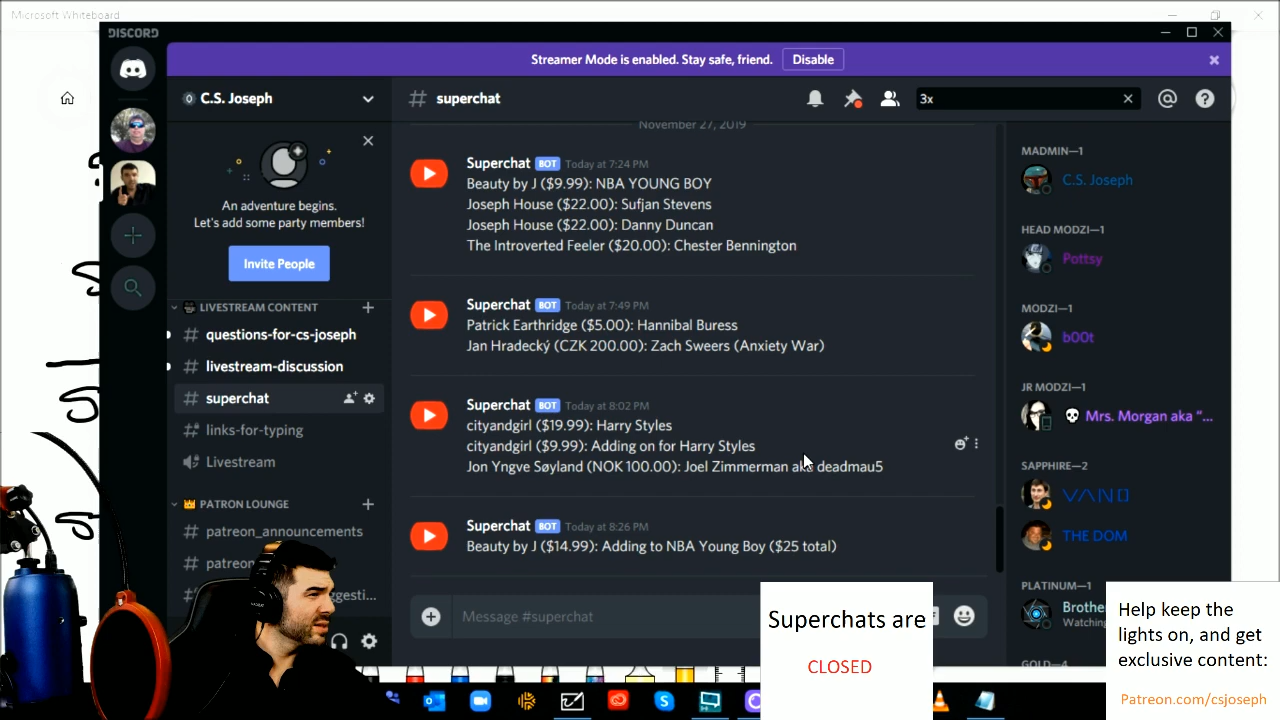 Microsoft Whiteboard
DISCORD
Streamer Mode is enabled. Stay safe, friend.
Disable
C.S. Joseph
# superchat
3x
An adventure begins.
Let's add some party members!
Invite People
LIVESTREAM CONTENT
# questions-for-cs-joseph
# livestream-discussion
# superchat
# links-for-typing
Livestream
PATRON LOUNGE
# patreon_announcements
November 27, 2019
Superchat BOT Today at 7:24 PM
Beauty by J ($9.99): NBA YOUNG BOY
Joseph House ($22.00): Sufjan Stevens
Joseph House ($22.00): Danny Duncan
The Introverted Feeler ($20.00): Chester Bennington
Superchat BOT Today at 7:49 PM
Patrick Earthridge ($5.00): Hannibal Buress
Jan Hradecký (CZK 200.00): Zach Sweers (Anxiety War)
Superchat BOT Today at 8:02 PM
cityandgirl ($19.99): Harry Styles
cityandgirl ($9.99): Adding on for Harry Styles
Jon Yngve Søyland (NOK 100.00): Joel Zimmerman aka deadmau5
Superchat BOT Today at 8:26 PM
Beauty by J ($14.99): Adding to NBA Young Boy ($25 total)
Message #superchat
MADMIN—1
C.S. Joseph
HEAD MODZI—1
Pottsy
MODZI—1
b00t
JR MODZI—1
Mrs. Morgan aka “...
SAPPHIRE—2
THE DOM
PLATINUM—1
Superchats are
CLOSED
Help keep the
lights on, and get
exclusive content:
Patreon.com/csjoseph